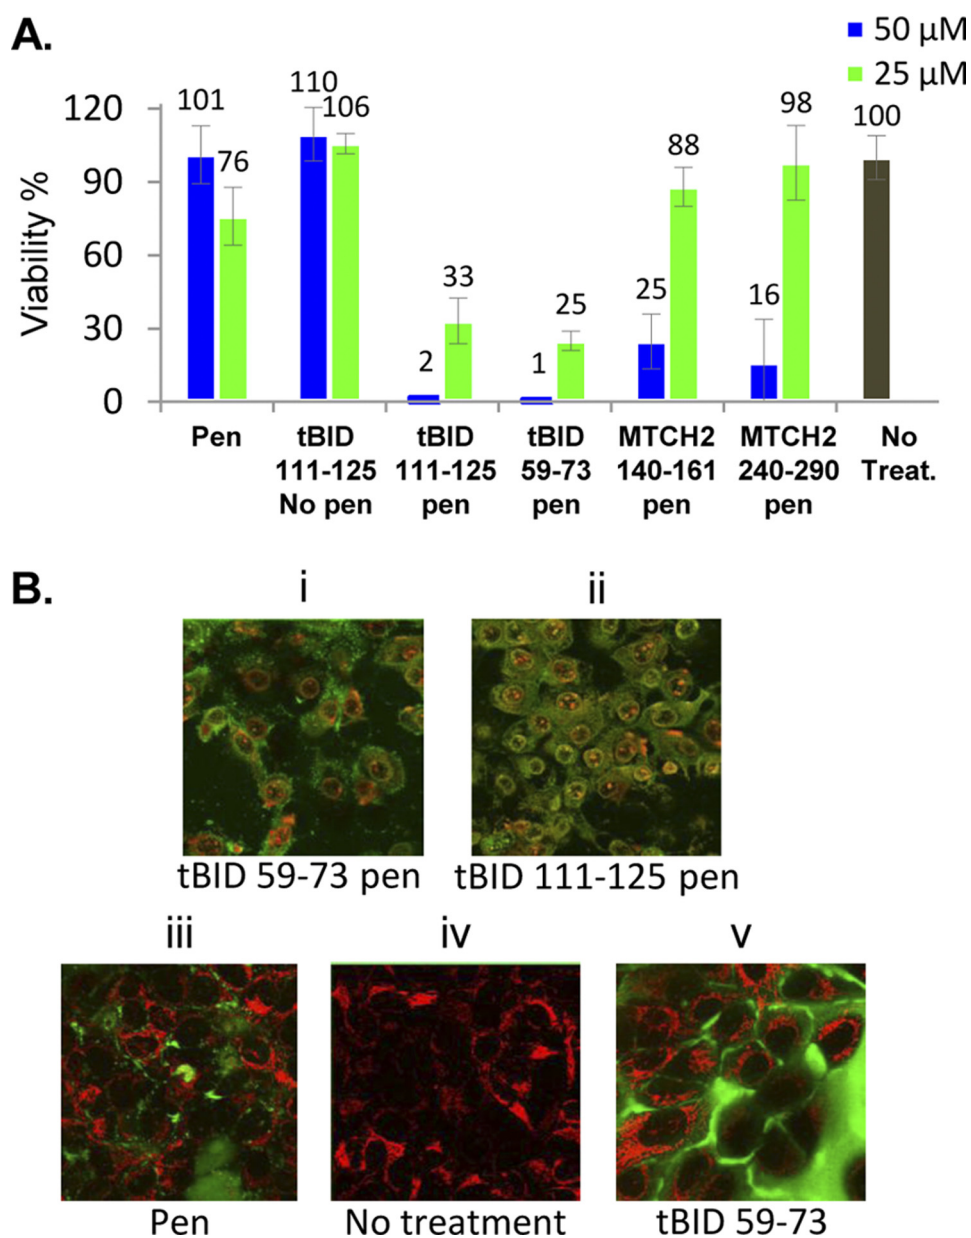 A.
50 μM
25 μM
Viability %
120
90
60
30
0
101
76
110
106
2
33
1
25
25
88
16
98
100
Pen
tBID
111-125
No pen
tBID
111-125
pen
tBID
59-73
pen
MTCH2
140-161
pen
MTCH2
240-290
pen
No
Treat.
B.
i
ii
tBID 59-73 pen
tBID 111-125 pen
iii
iv
v
Pen
No treatment
tBID 59-73